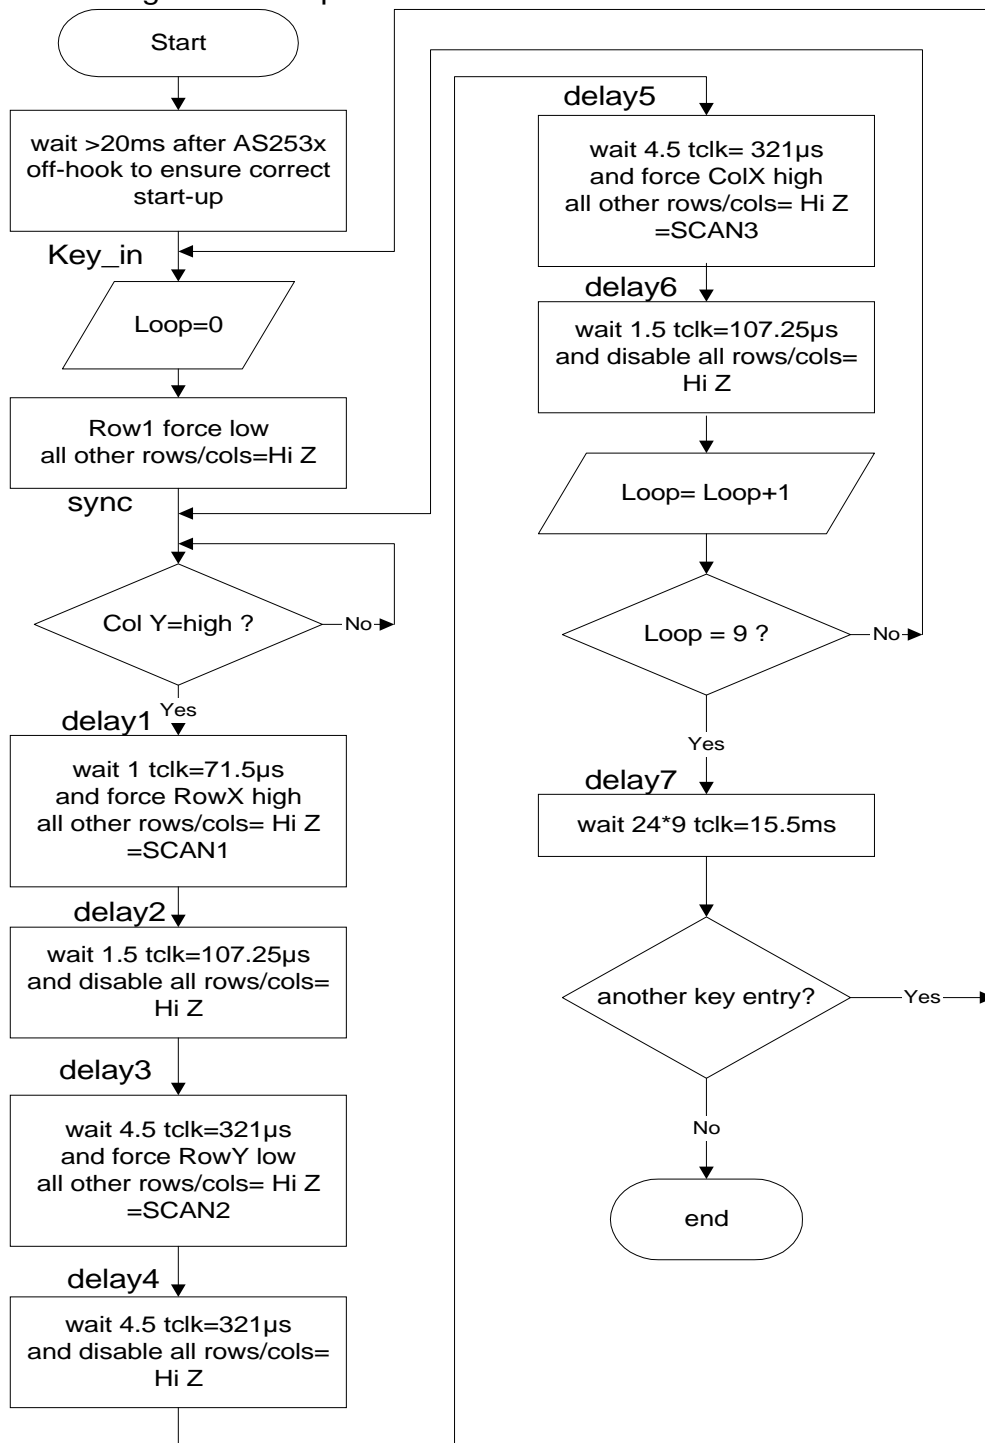 Start
wait >20ms after AS253x
off-hook to ensure correct
start-up
Key_in
Loop=0
Row1 force low
all other rows/cols=Hi Z
sync
Col Y=high ?
No
Yes
delay1
wait 1 tclk=71.5µs
and force RowX high
all other rows/cols= Hi Z
=SCAN1
delay2
wait 1.5 tclk=107.25µs
and disable all rows/cols=
Hi Z
delay3
wait 4.5 tclk=321µs
and force RowY low
all other rows/cols= Hi Z
=SCAN2
delay4
wait 4.5 tclk=321µs
and disable all rows/cols=
Hi Z
delay5
wait 4.5 tclk= 321µs
and force ColX high
all other rows/cols= Hi Z
=SCAN3
delay6
wait 1.5 tclk=107.25µs
and disable all rows/cols=
Hi Z
Loop= Loop+1
Loop = 9 ?
No
Yes
delay7
wait 24*9 tclk=15.5ms
another key entry?
Yes
No
end